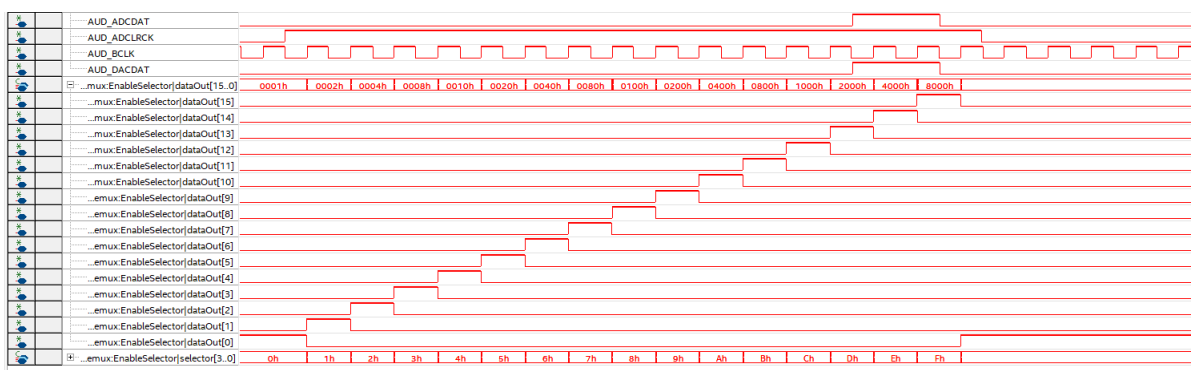 AUD_ADCDAT
AUD_ADCLRCK
AUD_BCLK
AUD_DACDAT
...mux:EnableSelector|dataOut[15..0] 0001h 0002h 0004h 0008h 0010h 0020h 0040h 0080h 0100h 0200h 0400h 0800h 1000h 2000h 4000h 8000h
...mux:EnableSelector|dataOut[15]
...mux:EnableSelector|dataOut[14]
...mux:EnableSelector|dataOut[13]
...mux:EnableSelector|dataOut[12]
...mux:EnableSelector|dataOut[11]
...mux:EnableSelector|dataOut[10]
...emux:EnableSelector|dataOut[9]
...emux:EnableSelector|dataOut[8]
...emux:EnableSelector|dataOut[7]
...emux:EnableSelector|dataOut[6]
...emux:EnableSelector|dataOut[5]
...emux:EnableSelector|dataOut[4]
...emux:EnableSelector|dataOut[3]
...emux:EnableSelector|dataOut[2]
...emux:EnableSelector|dataOut[1]
...emux:EnableSelector|dataOut[0]
...emux:EnableSelector|selector[3..0] 0h 1h 2h 3h 4h 5h 6h 7h 8h 9h Ah Bh Ch Dh Eh Fh